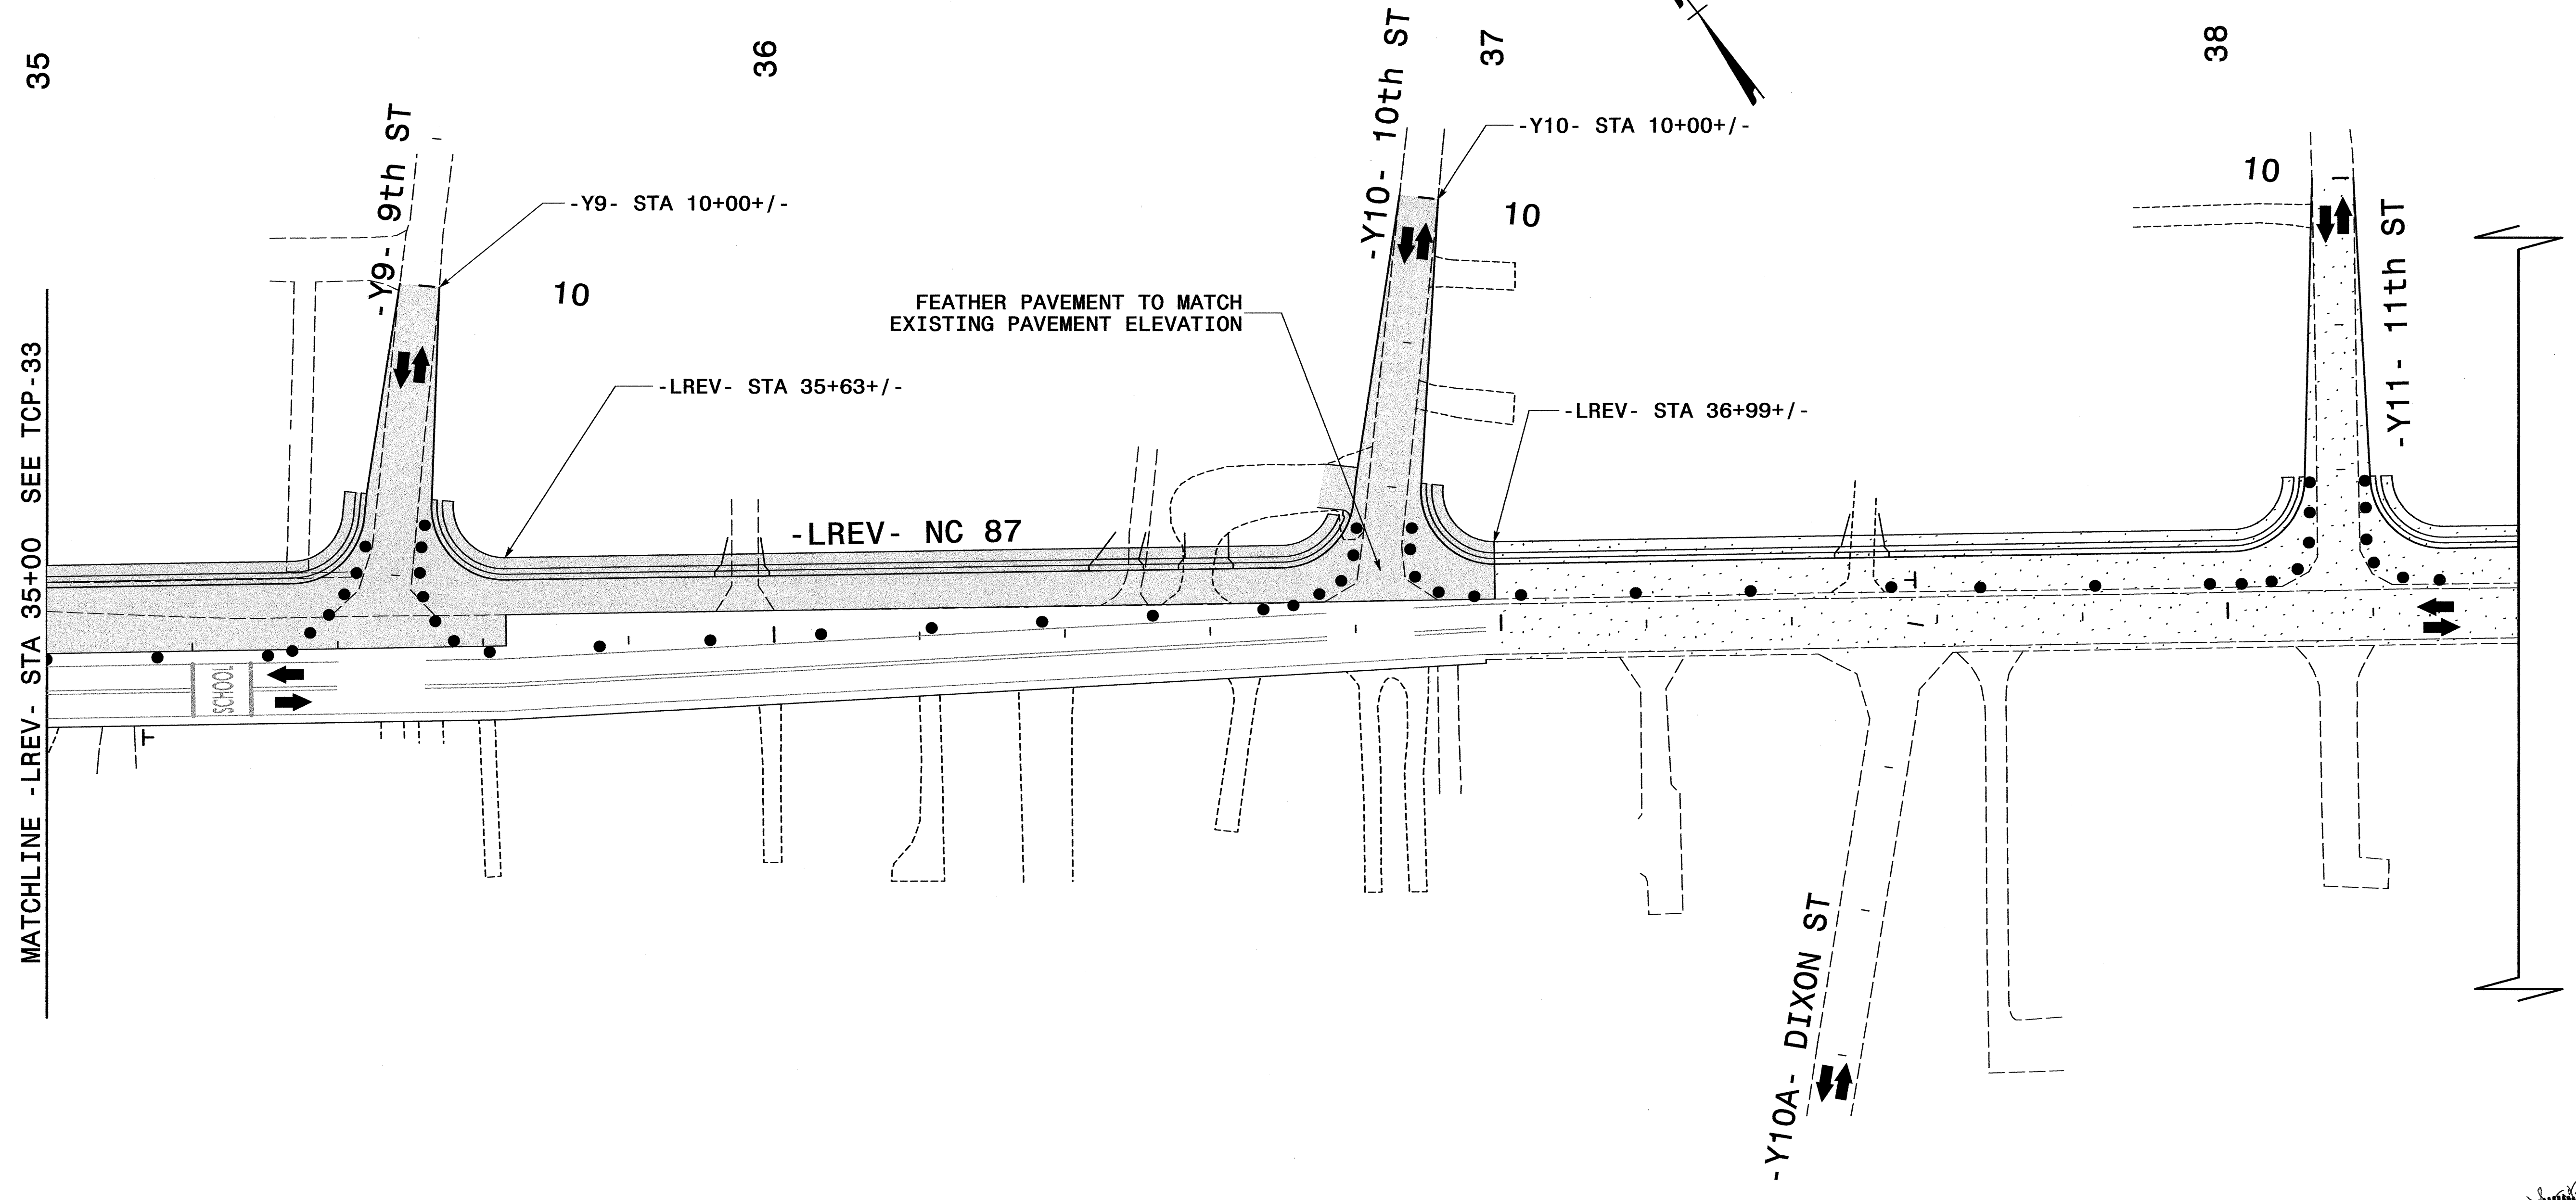 35
36
37
38
-Y9- 9th ST
-Y9- STA 10+00+/-
10
-Y10- 10th ST
-Y10- STA 10+00+/-
10
10
-Y11- 11th ST
FEATHER PAVEMENT TO MATCH
EXISTING PAVEMENT ELEVATION
-LREV- STA 35+63+/-
-LREV- STA 36+99+/-
-LREV- NC 87
MATCHLINE -LREV- STA 35+00 SEE TCP-33
SCHOOL
-Y10A- DIXON ST